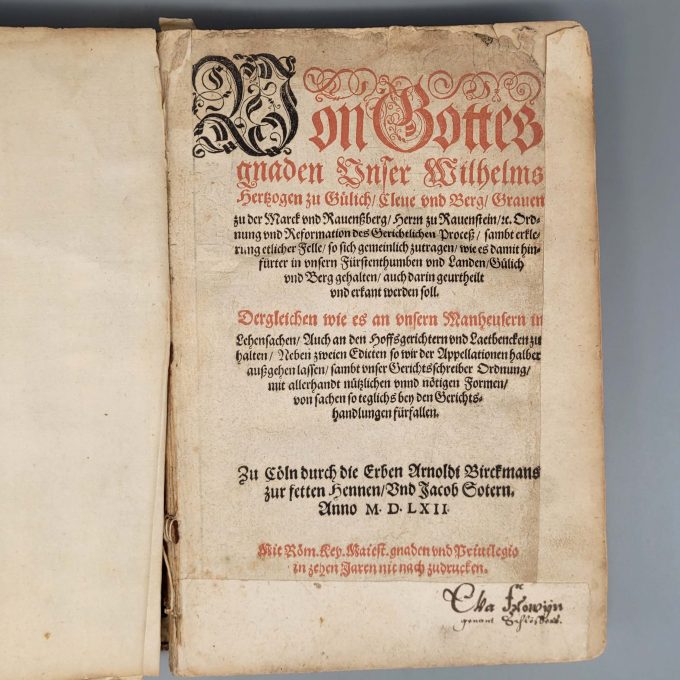 Von Gottes
gnaden Vnser Wilhelms
Hertzogen zu Gülich/ Cleue vnd Berg/ Grauen
zu der Marck vnd Rauenßberg/ Herrn zu Rauenstein/ ꝛc. Ord-
nung vnd Reformation des Gerichtlichen Proceß/ sambt erkle-
rung etlicher Felle/ so sich gemeinlich zutragen/ wie es damit hin-
fürter in vnsern Fürstenthumben vnd Landen/ Gülich
vnd Berg gehalten/ auch darin geurtheilt
vnd erkant werden soll.
Dergleichen wie es an vnsern Manheusern in
Lehensachen/ Auch an den Hoffsgerichtern vnd Laetbencken zu
halten/ Neben zweien Edicten so wir der Appellationen halber
außgehen lassen/ sambt vnser Gerichtsschreiber Ordnung/
mit allerhandt nützlichen vnnd nötigen Formen/
von sachen so teglichs bey den Gerichts-
handlungen fürfallen.
Zu Cöln durch die Erben Arnoldi Birckmans
zur fetten Hennen/ Vnd Jacob Sotern.
Anno M. D. LXII.
Mit Röm. Key. Maiest. gnaden vnd Priuilegio
in zehen Jaren nit nach zudrucken.
genant